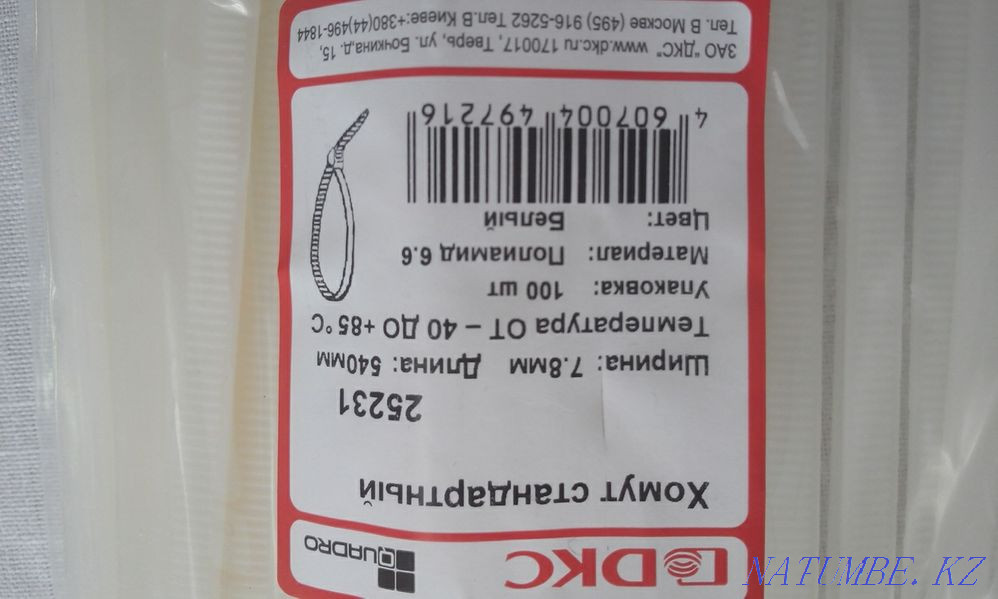 DKC
QUADRO
Хомут стандартный
25231
Ширина: 7.8мм Длина: 540мм
Температура ОТ – 40 ДО +85 °С
Упаковка: 100 шт
Материал: Полиамид 6.6
Цвет: Белый
4 607004 497216
ЗАО "ДКС" www.dkc.ru 170017, Тверь, ул. Бочкина,д. 15,
Тел. В Москве (495) 916-5262 Тел.В Киеве:+380(44)496-1844
NATUMBE.KZ